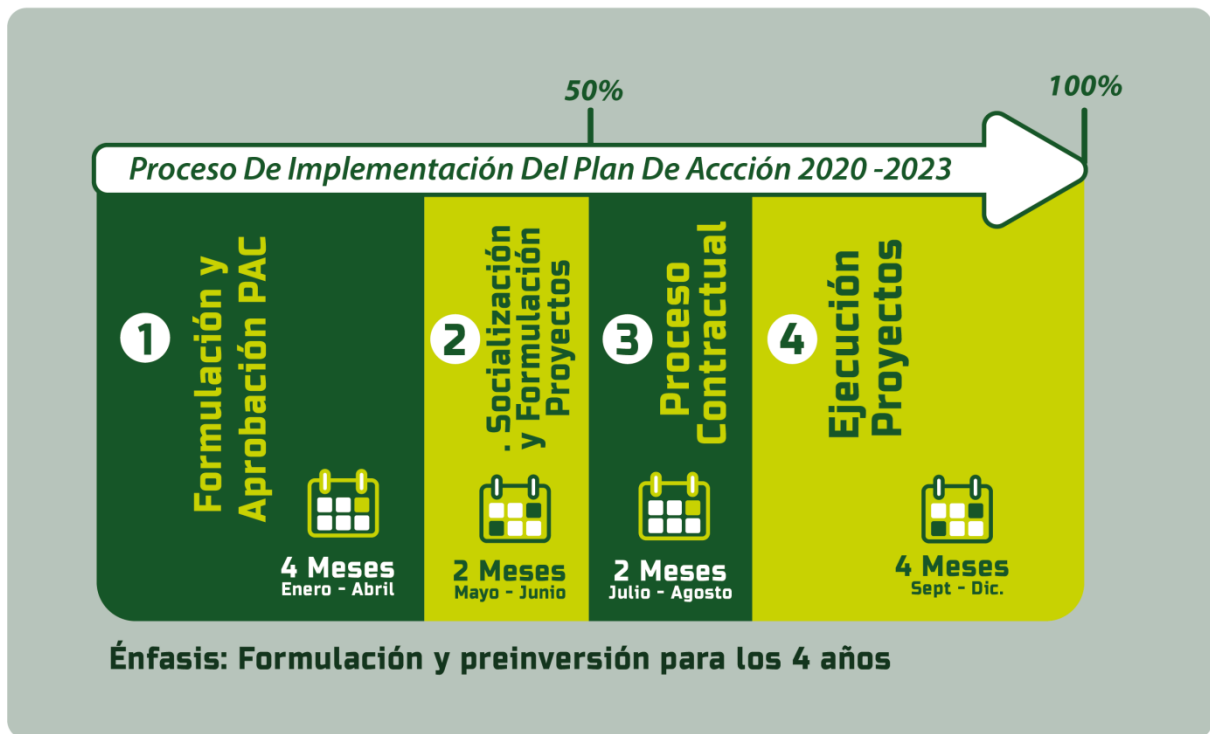 50%
100%
Proceso De Implementación Del Plan De Accción 2020 -2023
1
Formulación y
Aprobación PAC
4 Meses
Enero - Abril
2
. Socialización
y Formulación
Proyectos
2 Meses
Mayo - Junio
3
Proceso
Contractual
2 Meses
Julio - Agosto
4
Ejecución
Proyectos
4 Meses
Sept - Dic.
Énfasis: Formulación y preinversión para los 4 años